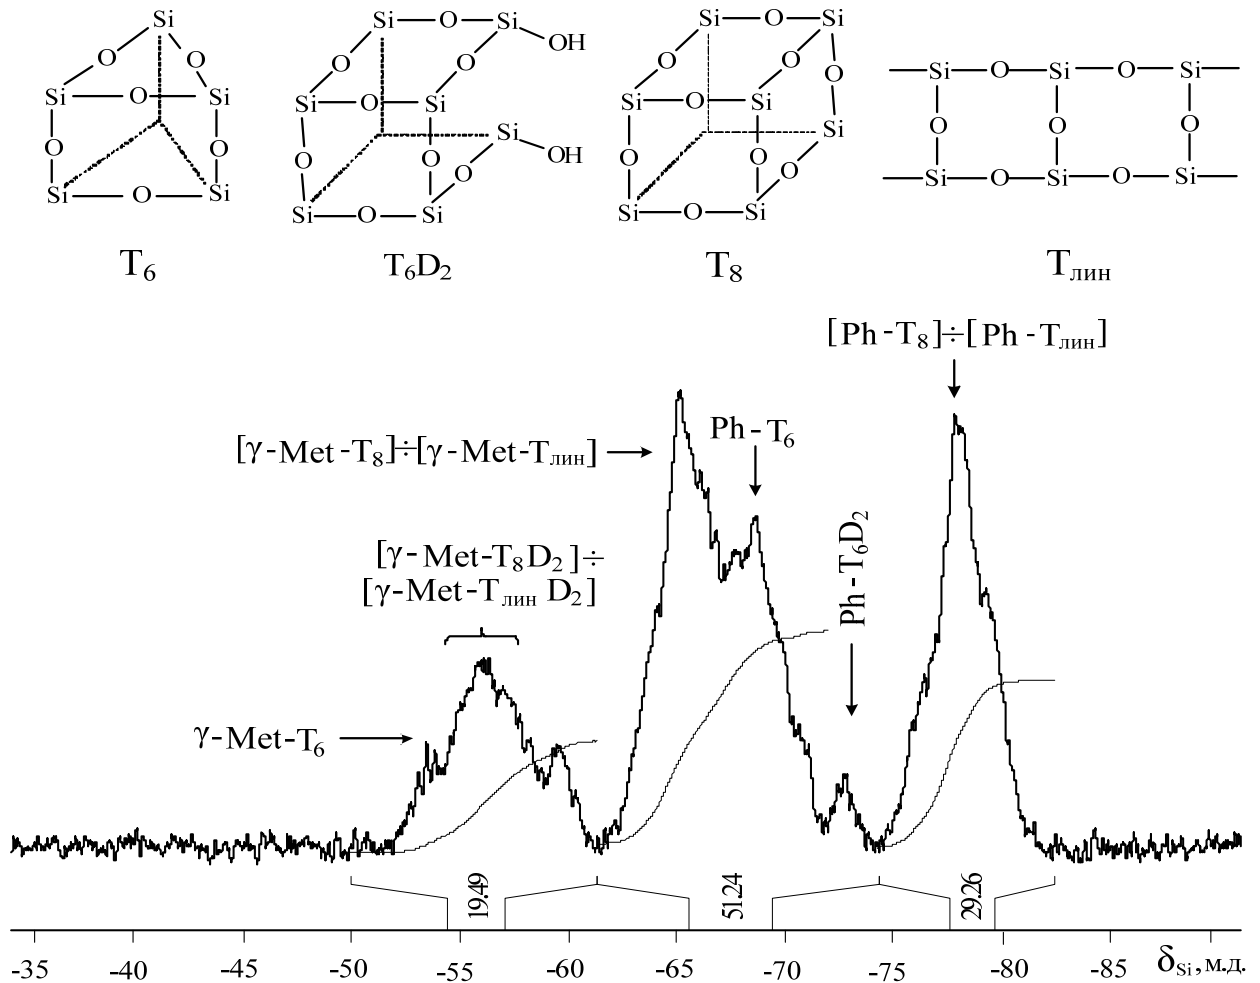 Si Si O Si OH Si O Si
O O O O O O O Si O Si O Si
Si O Si Si O Si Si O Si Si
O O O Si OH O O O O O
Si O Si Si O Si Si O Si Si O Si O Si
T₆ T₆D₂ T₈ Tлин
[Ph-T₈]÷[Ph-Tлин]
[γ-Met-T₈]÷[γ-Met-Tлин]
Ph-T₆
[γ-Met-T₈D₂]÷
[γ-Met-Tлин D₂]
Ph-T₆D₂
γ-Met-T₆
19.49 51.24 29.26
-35 -40 -45 -50 -55 -60 -65 -70 -75 -80 -85 δSi, м.д.